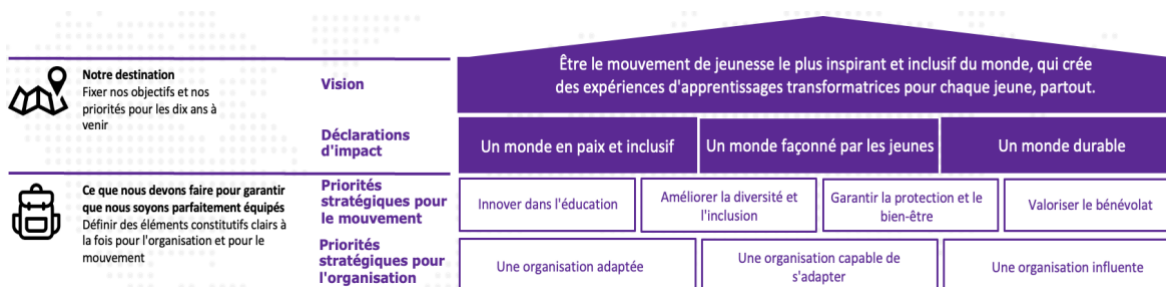 Notre destination
Fixer nos objectifs et nos
priorités pour les dix ans à
venir
Vision
Être le mouvement de jeunesse le plus inspirant et inclusif du monde, qui crée
des expériences d'apprentissages transformatrices pour chaque jeune, partout.
Déclarations
d'impact
Un monde en paix et inclusif
Un monde façonné par les jeunes
Un monde durable
Ce que nous devons faire pour garantir
que nous soyons parfaitement équipés
Définir des éléments constitutifs clairs à
la fois pour l'organisation et pour le
mouvement
Priorités
stratégiques pour
le mouvement
Innover dans l'éducation
Améliorer la diversité et
l'inclusion
Garantir la protection et le
bien-être
Valoriser le bénévolat
Priorités
stratégiques pour
l'organisation
Une organisation adaptée
Une organisation capable de
s'adapter
Une organisation influente